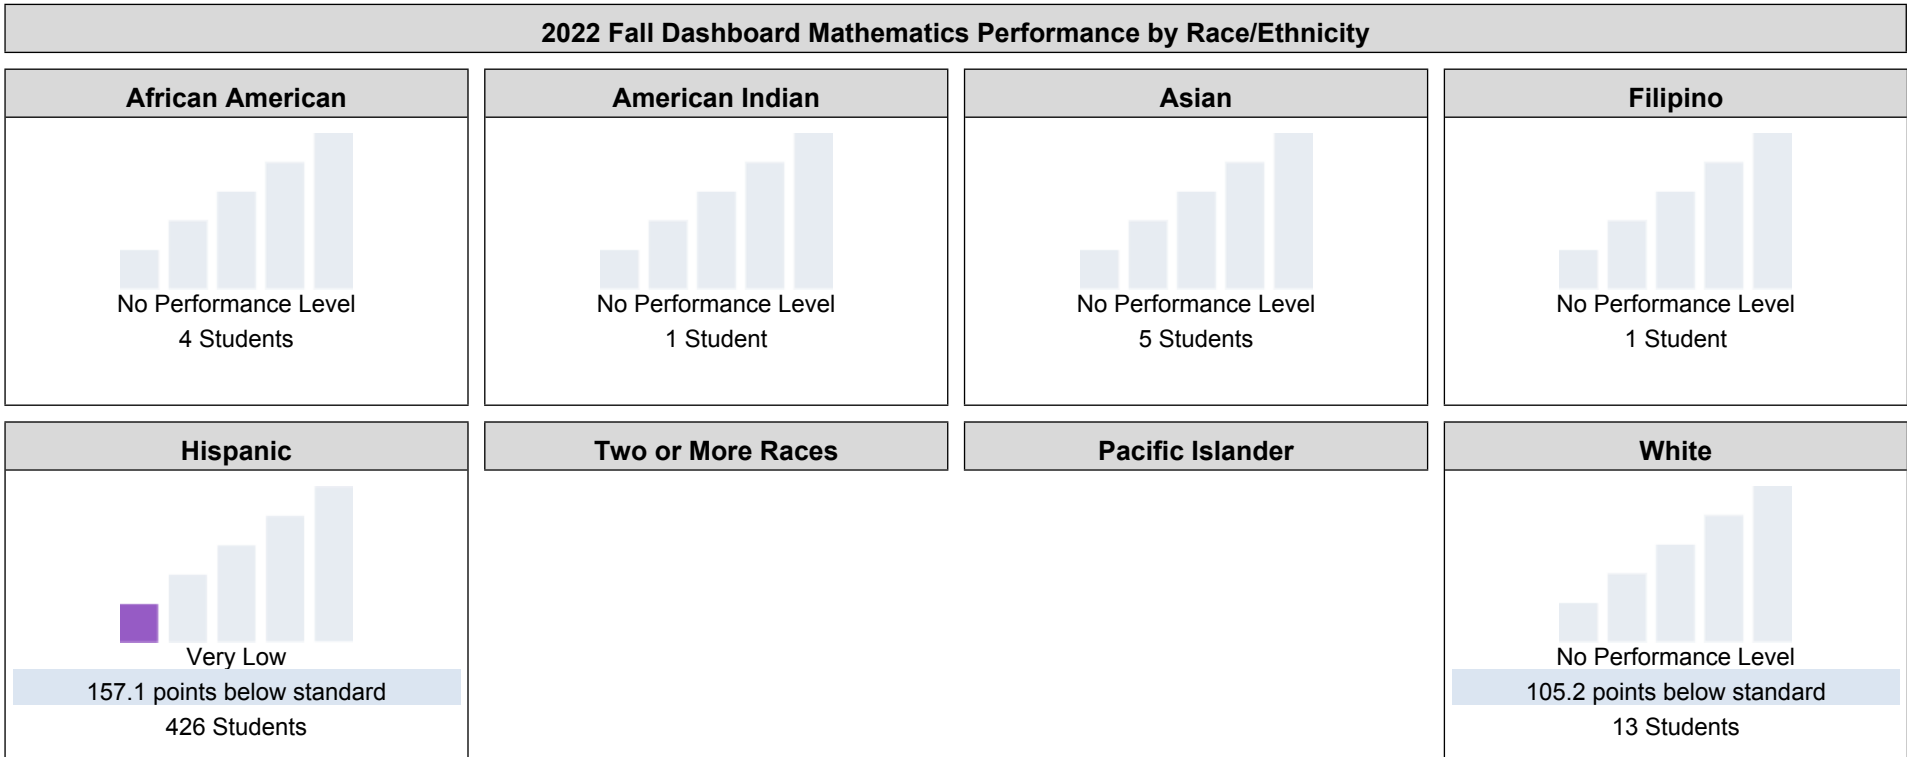 2022 Fall Dashboard Mathematics Performance by Race/Ethnicity
African American
No Performance Level
4 Students
American Indian
No Performance Level
1 Student
Asian
No Performance Level
5 Students
Filipino
No Performance Level
1 Student
Hispanic
Very Low
157.1 points below standard
426 Students
Two or More Races
Pacific Islander
White
No Performance Level
105.2 points below standard
13 Students